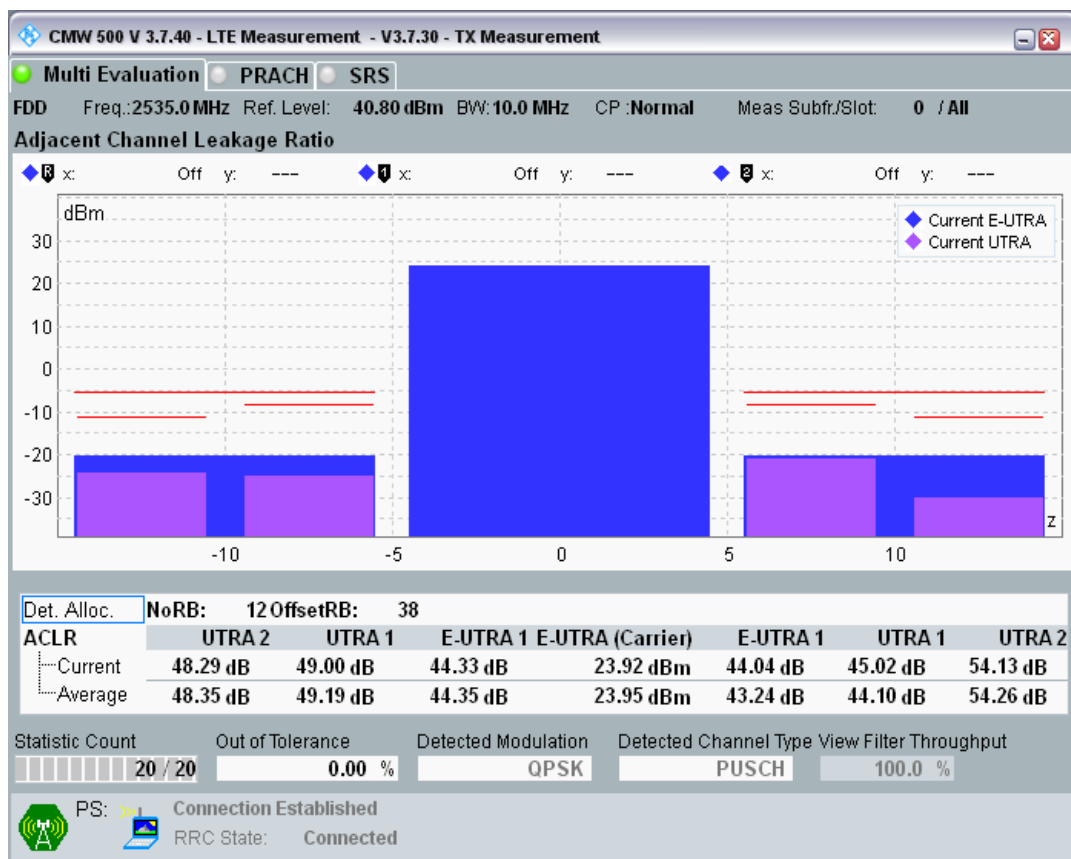 CMW 500 V 3.7.40 - LTE Measurement - V3.7.30 - TX Measurement
Multi Evaluation PRACH SRS
FDD Freq.:2535.0 MHz Ref. Level: 40.80 dBm BW: 10.0 MHz CP :Normal Meas Subfr./Slot: 0 / All
Adjacent Channel Leakage Ratio
R x: Off y: --- 1 x: Off y: --- 2 x: Off y: ---
dBm
Current E-UTRA
Current UTRA
30
20
10
0
-10
-20
-30
z
-10 -5 0 5 10
Det. Alloc. NoRB: 12 OffsetRB: 38
ACLR UTRA 2 UTRA 1 E-UTRA 1 E-UTRA (Carrier) E-UTRA 1 UTRA 1 UTRA 2
Current 48.29 dB 49.00 dB 44.33 dB 23.92 dBm 44.04 dB 45.02 dB 54.13 dB
Average 48.35 dB 49.19 dB 44.35 dB 23.95 dBm 43.24 dB 44.10 dB 54.26 dB
Statistic Count Out of Tolerance Detected Modulation Detected Channel Type View Filter Throughput
20 / 20 0.00 % QPSK PUSCH 100.0 %
PS: Connection Established
RRC State: Connected